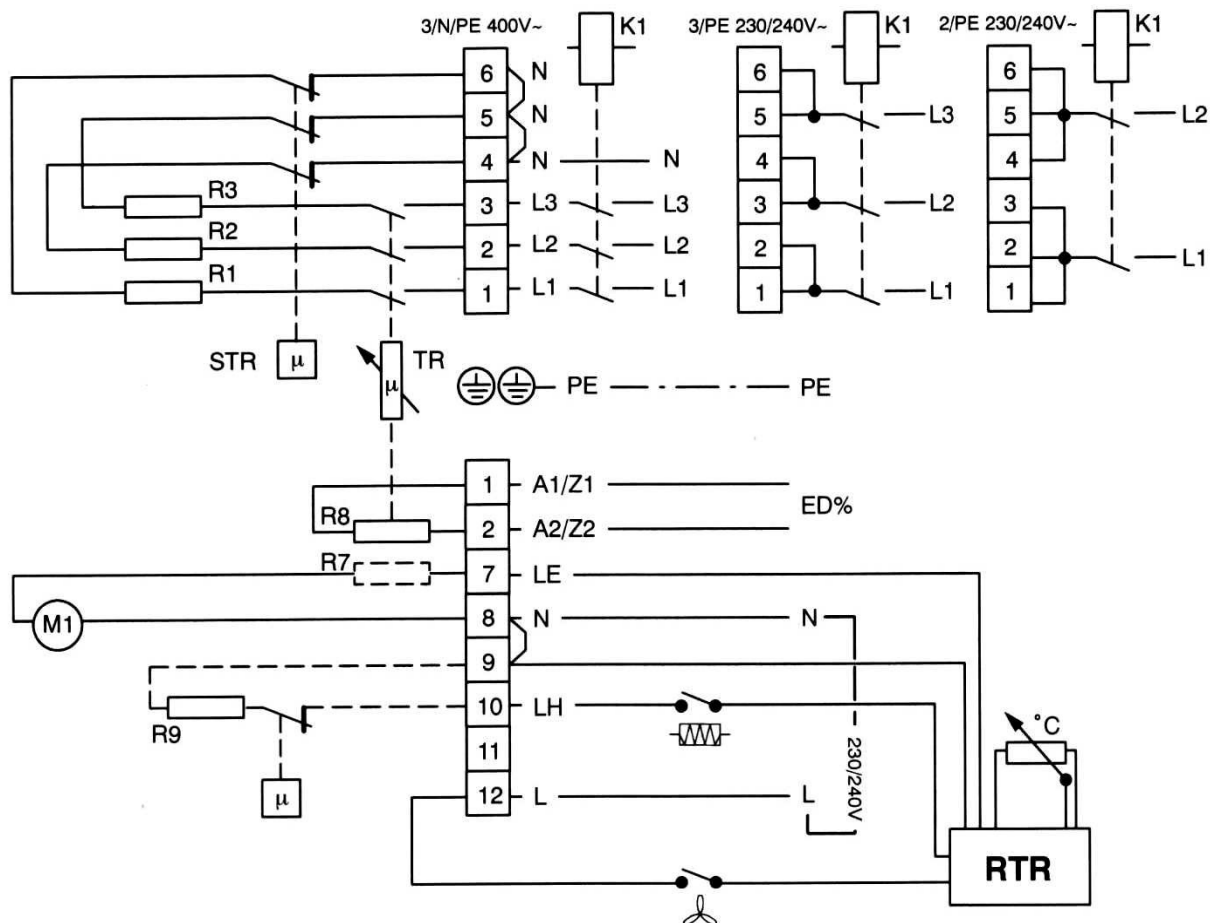 3/N/PE 400V~ K1 3/PE 230/240V~ K1 2/PE 230/240V~ K1
6 N 6 6
5 N 5 L3 5 L2
4 N N 4 4
R3 3 L3 L3 3 L2 3
R2 2 L2 L2 2 2 L1
R1 1 L1 L1 1 L1 1
STR µ TR
µ PE PE
1 A1/Z1
ED%
R8 2 A2/Z2
R7 7 LE
M1 8 N N
9
10 LH
R9
11
°C
230/240V
µ 12 L L
RTR